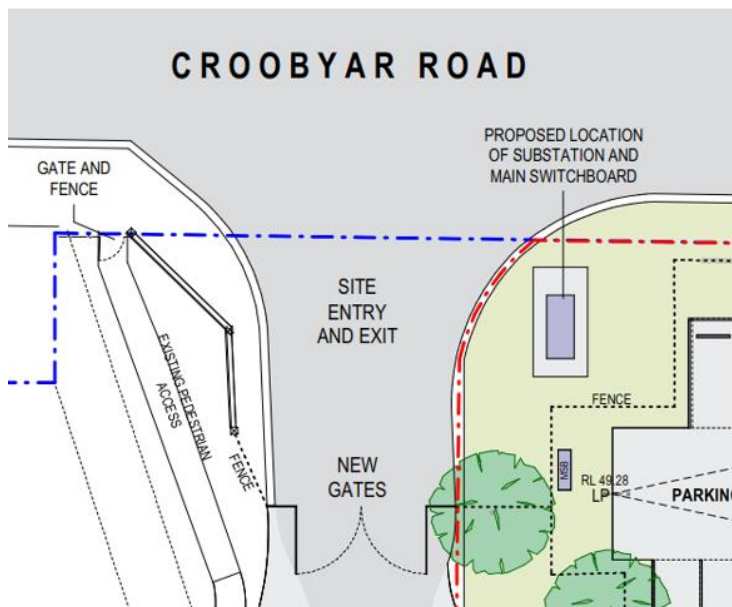 CROOBYAR ROAD
GATE AND
FENCE
PROPOSED LOCATION
OF SUBSTATION AND
MAIN SWITCHBOARD
SITE
ENTRY
AND EXIT
EXISTING PEDESTRIAN
ACCESS
FENCE
FENCE
NEW
GATES
MSB
RL 49.28
LP
PARKING